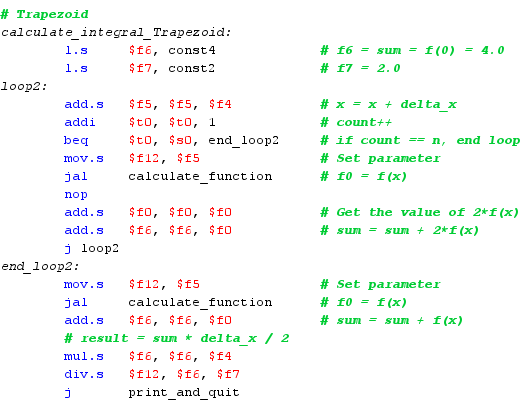 # Trapezoid
calculate_integral_Trapezoid:
l.s $f6, const4 # f6 = sum = f(0) = 4.0
l.s $f7, const2 # f7 = 2.0
loop2:
add.s $f5, $f5, $f4 # x = x + delta_x
addi $t0, $t0, 1 # count++
beq $t0, $s0, end_loop2 # if count == n, end loop
mov.s $f12, $f5 # Set parameter
jal calculate_function # f0 = f(x)
nop
add.s $f0, $f0, $f0 # Get the value of 2*f(x)
add.s $f6, $f6, $f0 # sum = sum + 2*f(x)
j loop2
end_loop2:
mov.s $f12, $f5 # Set parameter
jal calculate_function # f0 = f(x)
add.s $f6, $f6, $f0 # sum = sum + f(x)
# result = sum * delta_x / 2
mul.s $f6, $f6, $f4
div.s $f12, $f6, $f7
j print_and_quit